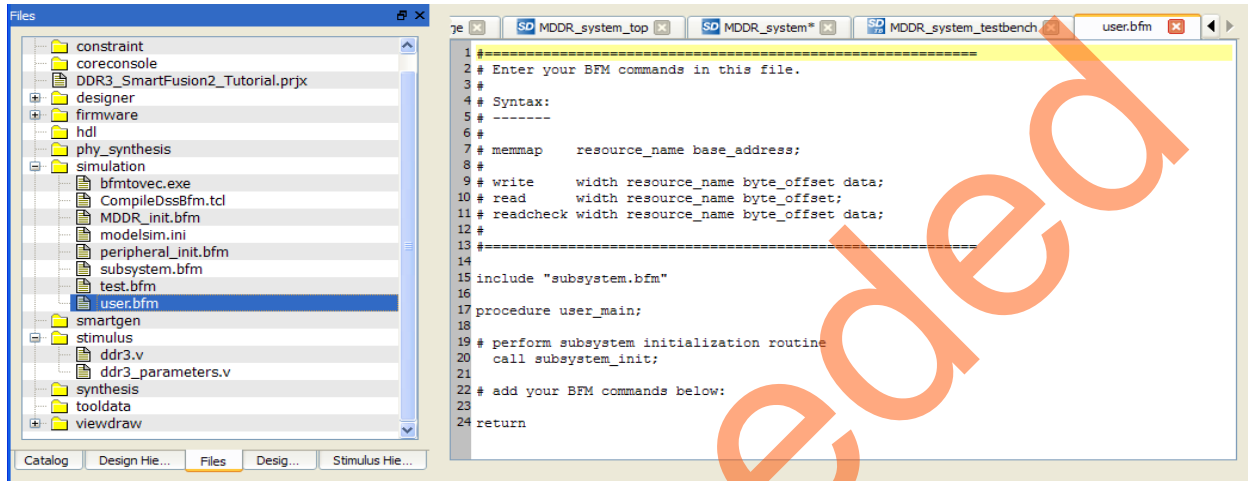 Files
constraint
coreconsole
DDR3_SmartFusion2_Tutorial.prjx
designer
firmware
hdl
phy_synthesis
simulation
bfmtovec.exe
CompileDssBfm.tcl
MDDR_init.bfm
modelsim.ini
peripheral_init.bfm
subsystem.bfm
test.bfm
user.bfm
smartgen
stimulus
ddr3.v
ddr3_parameters.v
synthesis
tooldata
viewdraw
Catalog Design Hie... Files Desig... Stimulus Hie...
ge MDDR_system_top MDDR_system* MDDR_system_testbench user.bfm
1 #============================================================
2 # Enter your BFM commands in this file.
3 #
4 # Syntax:
5 # -------
6 #
7 # memmap resource_name base_address;
8 #
9 # write width resource_name byte_offset data;
10 # read width resource_name byte_offset;
11 # readcheck width resource_name byte_offset data;
12 #
13 #============================================================
14
15 include "subsystem.bfm"
16
17 procedure user_main;
18
19 # perform subsystem initialization routine
20 call subsystem_init;
21
22 # add your BFM commands below:
23
24 return
eded